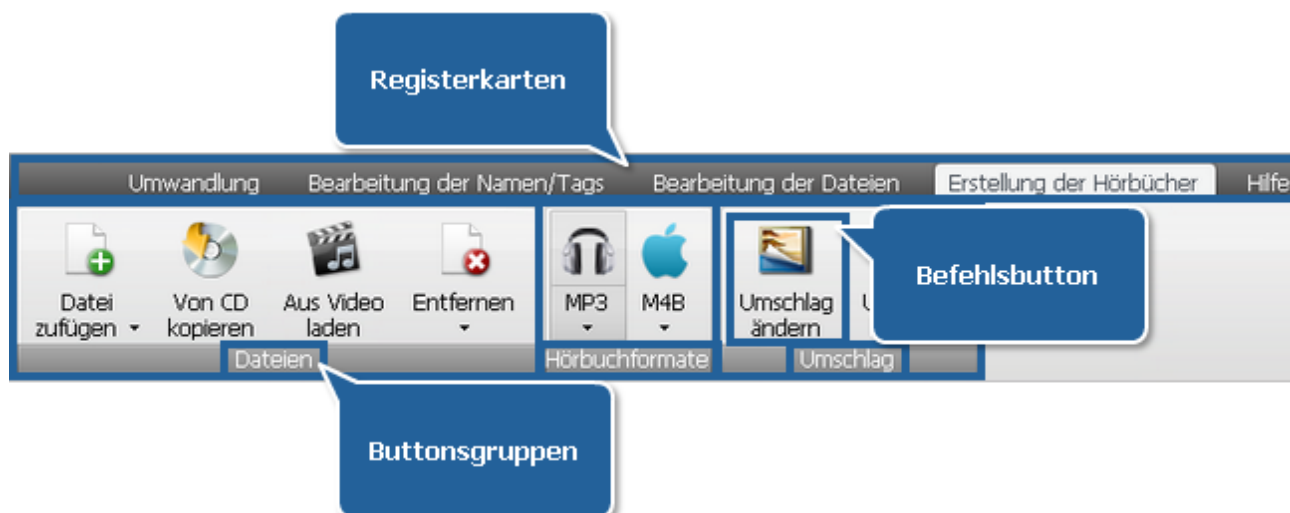 Registerkarten
Umwandlung Bearbeitung der Namen/Tags Bearbeitung der Dateien Erstellung der Hörbücher Hilfe
Befehlsbutton
Datei zufügen
Von CD kopieren
Aus Video laden
Entfernen
MP3
M4B
Umschlag ändern
Dateien Hörbuchformate Umschlag
Buttonsgruppen